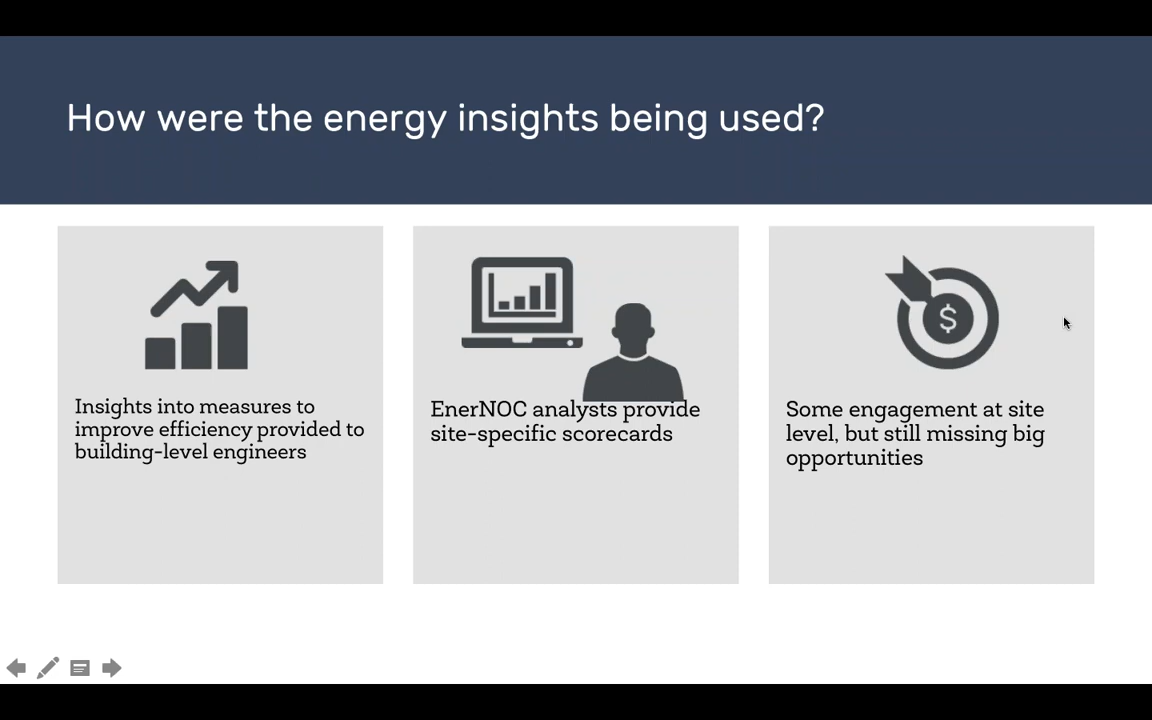 How were the energy insights being used?
Insights into measures to
improve efficiency provided to
building-level engineers
EnerNOC analysts provide
site-specific scorecards
$
Some engagement at site
level, but still missing big
opportunities